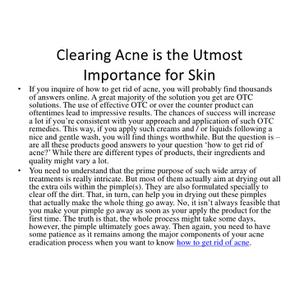 Clearing Acne is the Utmost
Importance for Skin
• If you inquire of how to get rid of acne, you will probably find thousands
of answers online. A great majority of the solution you get are OTC
solutions. The use of effective OTC or over the counter product can
oftentimes lead to impressive results. The chances of success will increase
a lot if you're consistent with your approach and application of such OTC
remedies. This way, if you apply such creams and / or liquids following a
nice and gentle wash, you will find things worthwhile. But the question is –
are all these products good answers to your question 'how to get rid of
acne?' While there are different types of products, their ingredients and
quality might vary a lot.
• You need to understand that the prime purpose of such wide array of
treatments is really intricate. But most of them actually aim at drying out all
the extra oils within the pimple(s). They are also formulated specially to
clear off the dirt. That, in turn, can help you in drying out these pimples
that actually make the whole thing go away. No, it isn't always feasible that
you make your pimple go away as soon as your apply the product for the
first time. The truth is that, the whole process might take some days,
however, the pimple ultimately goes away. Then again, you need to have
some patience as it remains among the major components of your acne
eradication process when you want to know how to get rid of acne.